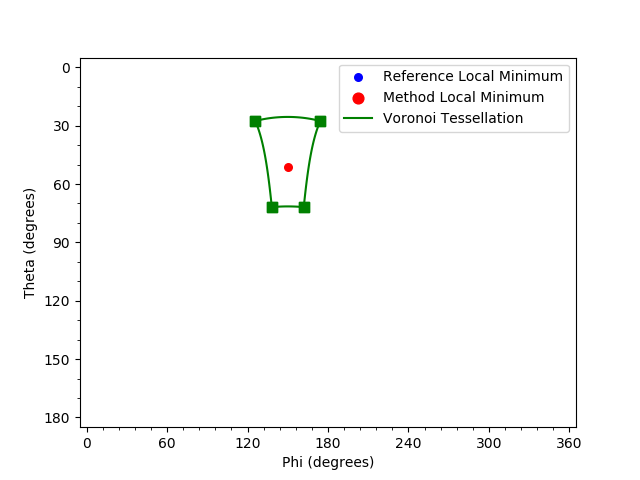 Reference Local Minimum
Method Local Minimum
Voronoi Tessellation
Theta (degrees)
0
30
60
90
120
150
180
0 60 120 180 240 300 360
Phi (degrees)